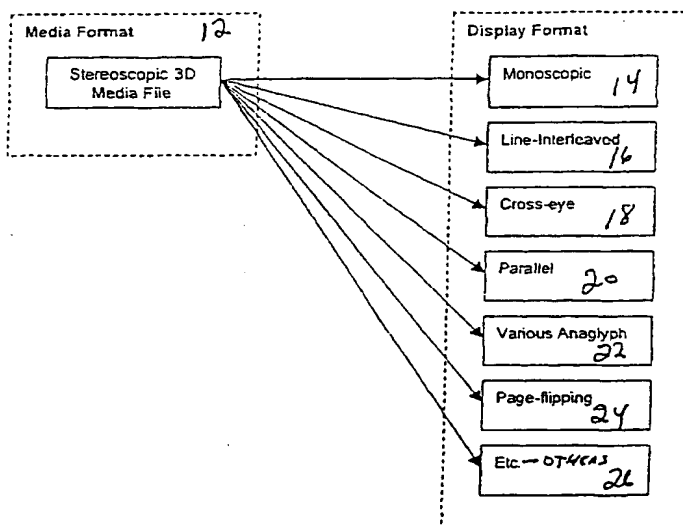 Media Format 12
Stereoscopic 3D
Media File
Display Format
Monoscopic 14
Line-Interleaved 16
Cross-eye 18
Parallel 20
Various Anaglyph 22
Page-flipping 24
Etc. — OTHERS 26